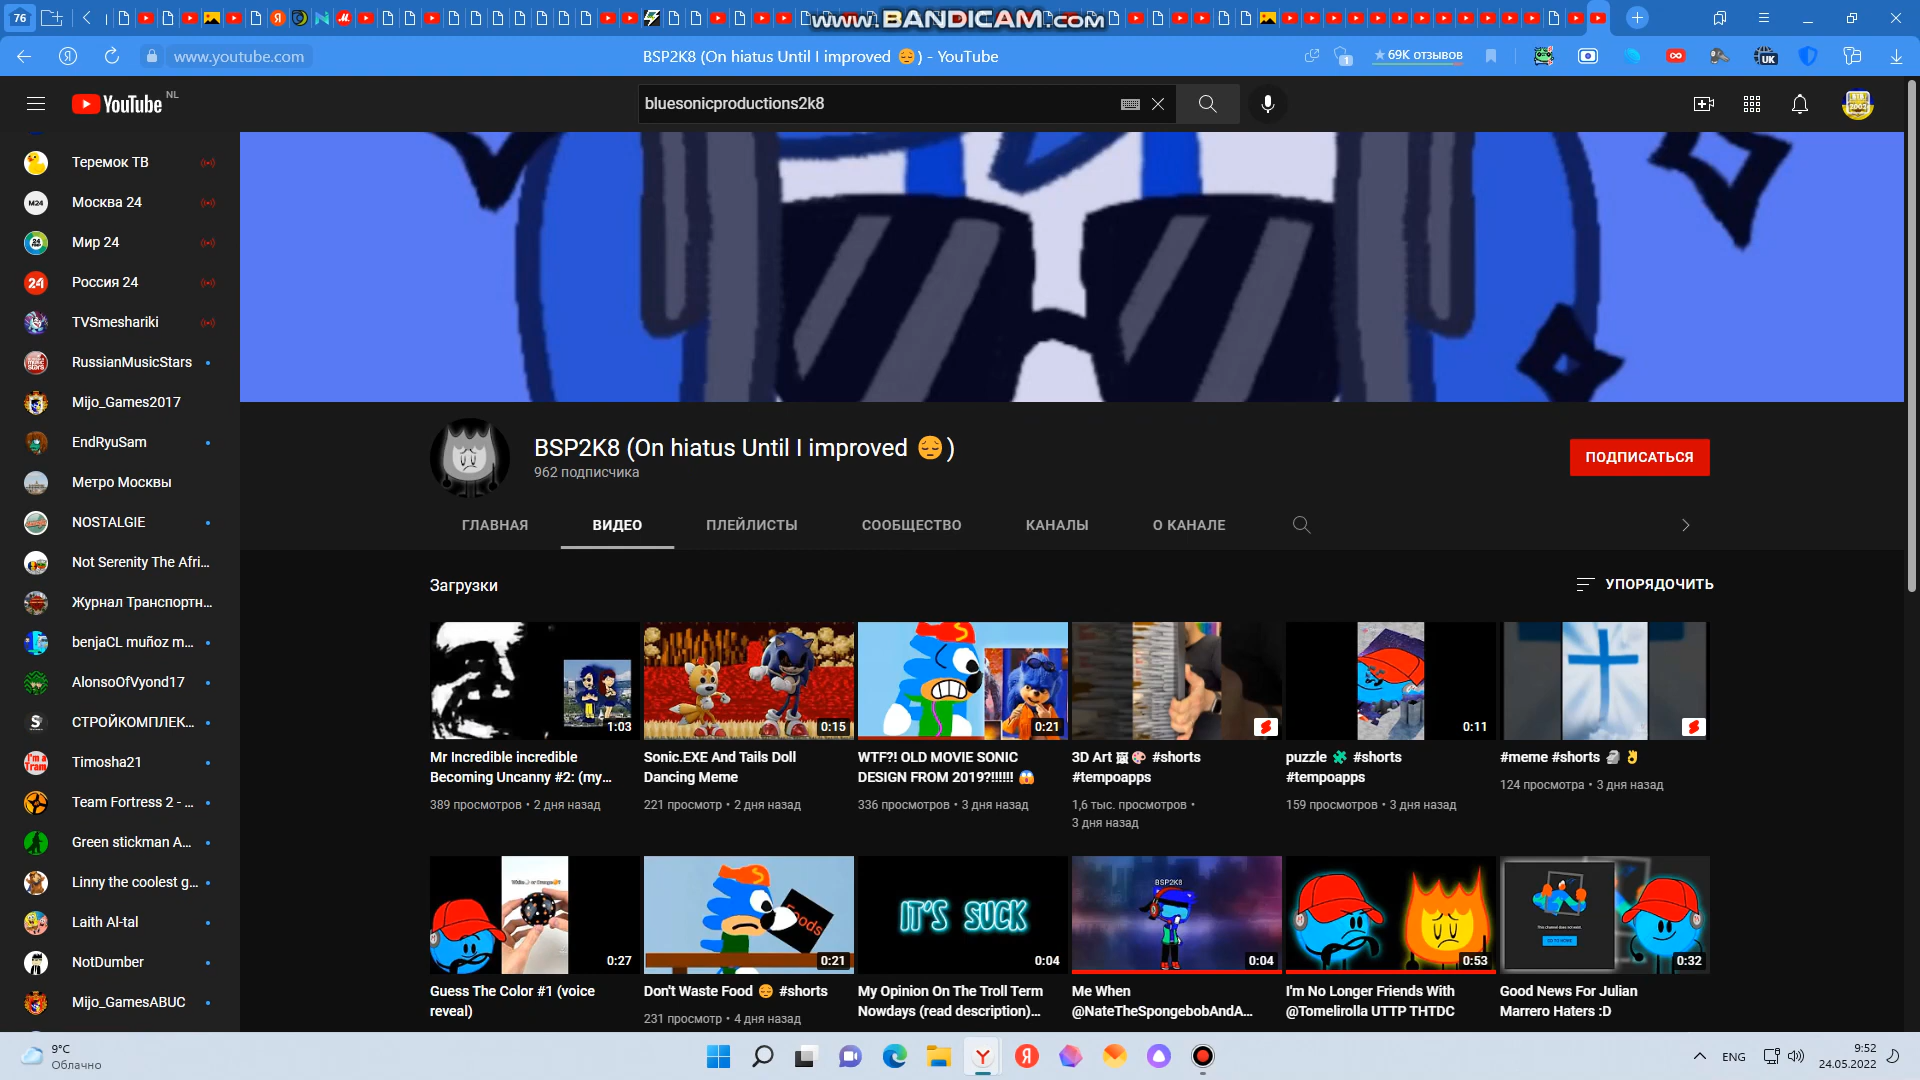 76
www.BANDICAM.com
www.youtube.com
BSP2K8 (On hiatus Until I improved 😔) - YouTube
1
★ 69K отзывов
UK
YouTube NL
bluesonicproductions2k8
Теремок ТВ
Москва 24
Мир 24
Россия 24
TVSmeshariki
RussianMusicStars
Mijo_Games2017
EndRyuSam
Метро Москвы
NOSTALGIE
Not Serenity The Afri...
Журнал Транспортн...
benjaCL muñoz m...
AlonsoOfVyond17
СТРОЙКОМПЛЕК...
Timosha21
Team Fortress 2 - ...
Green stickman A...
Linny the coolest g...
Laith Al-tal
NotDumber
Mijo_GamesABUC
BSP2K8 (On hiatus Until I improved 😔)
962 подписчика
ПОДПИСАТЬСЯ
ГЛАВНАЯ ВИДЕО ПЛЕЙЛИСТЫ СООБЩЕСТВО КАНАЛЫ О КАНАЛЕ
Загрузки
УПОРЯДОЧИТЬ
1:03
0:15
0:21
0:11
Mr Incredible incredible
Becoming Uncanny #2: (my...
389 просмотров • 2 дня назад
Sonic.EXE And Tails Doll
Dancing Meme
221 просмотр • 2 дня назад
WTF?! OLD MOVIE SONIC
DESIGN FROM 2019?!!!!!! 😱
336 просмотров • 3 дня назад
3D Art 🖼🎨 #shorts
#tempoapps
1,6 тыс. просмотров •
3 дня назад
puzzle 🧩 #shorts
#tempoapps
159 просмотров • 3 дня назад
#meme #shorts 🗿 👌
124 просмотра • 3 дня назад
0:27
Foods
0:21
IT'S SUCK
0:04
BSP2K8
0:04
0:53
This channel does not exist.
0:32
Guess The Color #1 (voice
reveal)
Don't Waste Food 😔 #shorts
231 просмотр • 4 дня назад
My Opinion On The Troll Term
Nowdays (read description)...
Me When
@NateTheSpongebobAndA...
I'm No Longer Friends With
@Tomelirolla UTTP THTDC
Good News For Julian
Marrero Haters :D
9°C
Облачно
ENG
9:52
24.05.2022